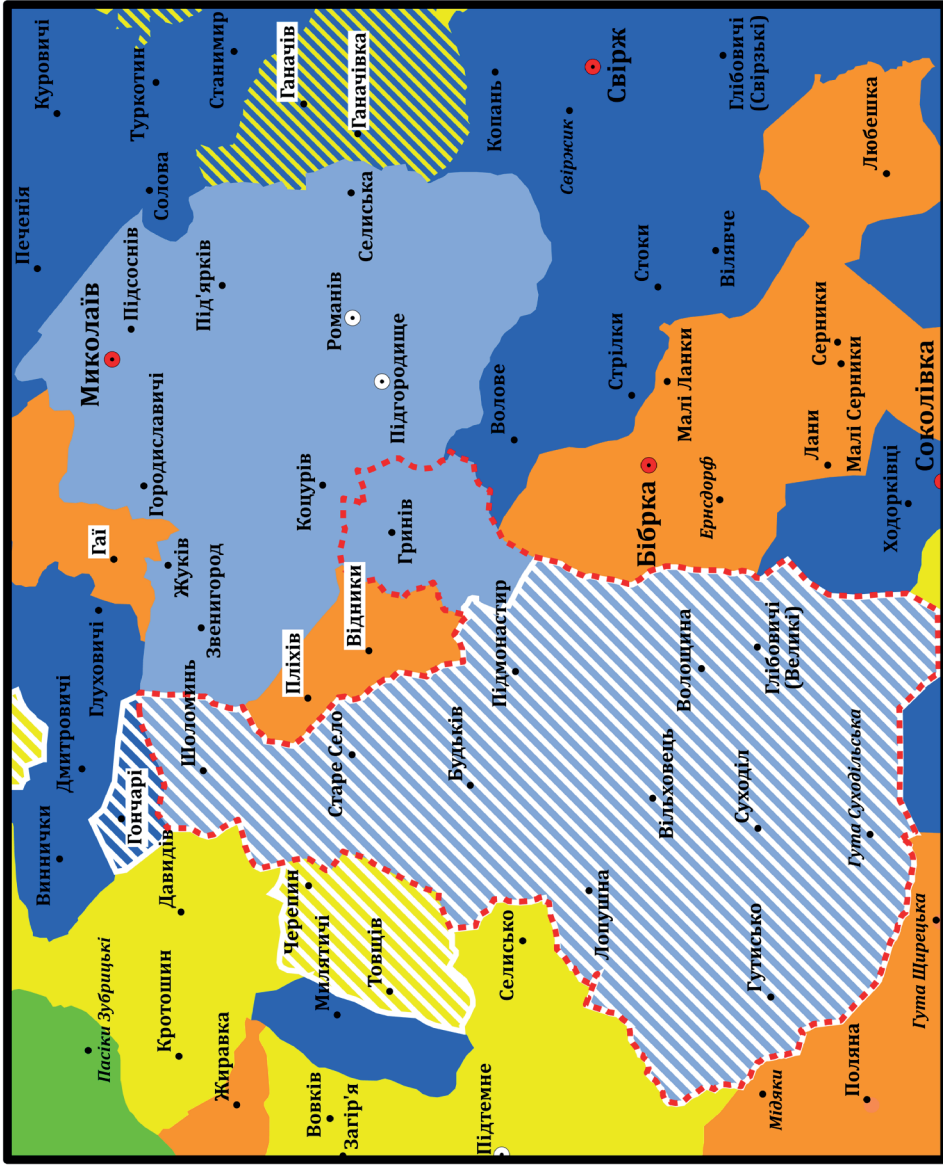 Куровичі
Туркотин
Станимир
Ганачів
Ганачівка
Копань
Свірж
Свіржик
Глібовичі
(Свірзькі)
Любешка
Печенія
Солова
Підсоснів
Під'ярків
Селиська
Романів
Підгородище
Миколаїв
Городиславичі
Коцурів
Волове
Стоки
Вілявче
Стрілки
Малі Ланки
Серники
Малі Серники
Лани
Соколівка
Ходорківці
Бібрка
Ернсдорф
Гринів
Гаї
Жуків
Звенигород
Відники
Пліхів
Глуховичі
Шоломинь
Дмитровичі
Гончарі
Виннички
Давидів
Старе Село
Будьків
Підмонастир
Волощина
Глібовичі
(Великі)
Вільховець
Суходіл
Гута Суходільська
Черепин
Милятичі
Товщів
Селисько
Лопушна
Гутисько
Гута Щирецька
Пасіки Зубрицькі
Кротошин
Жиравка
Вовків
Загір'я
Підтемне
Мідяки
Поляна